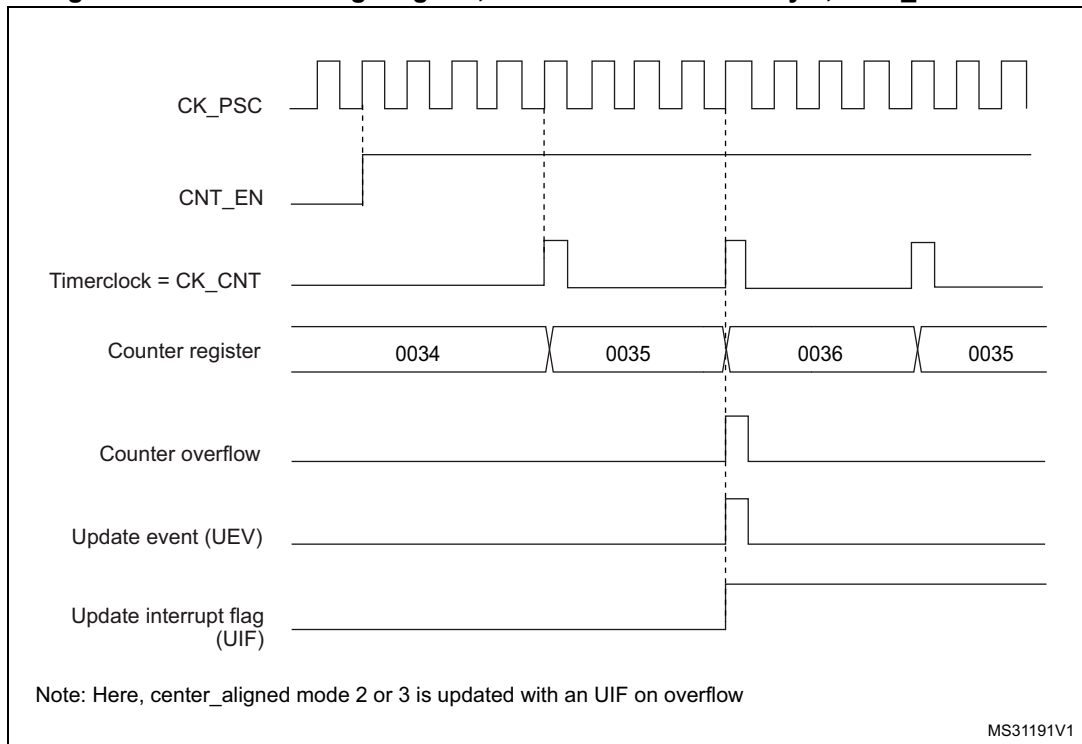 CK_PSC
CNT_EN
Timerclock = CK_CNT
Counter register
0034
0035
0036
0035
Counter overflow
Update event (UEV)
Update interrupt flag
(UIF)
Note: Here, center_aligned mode 2 or 3 is updated with an UIF on overflow
MS31191V1